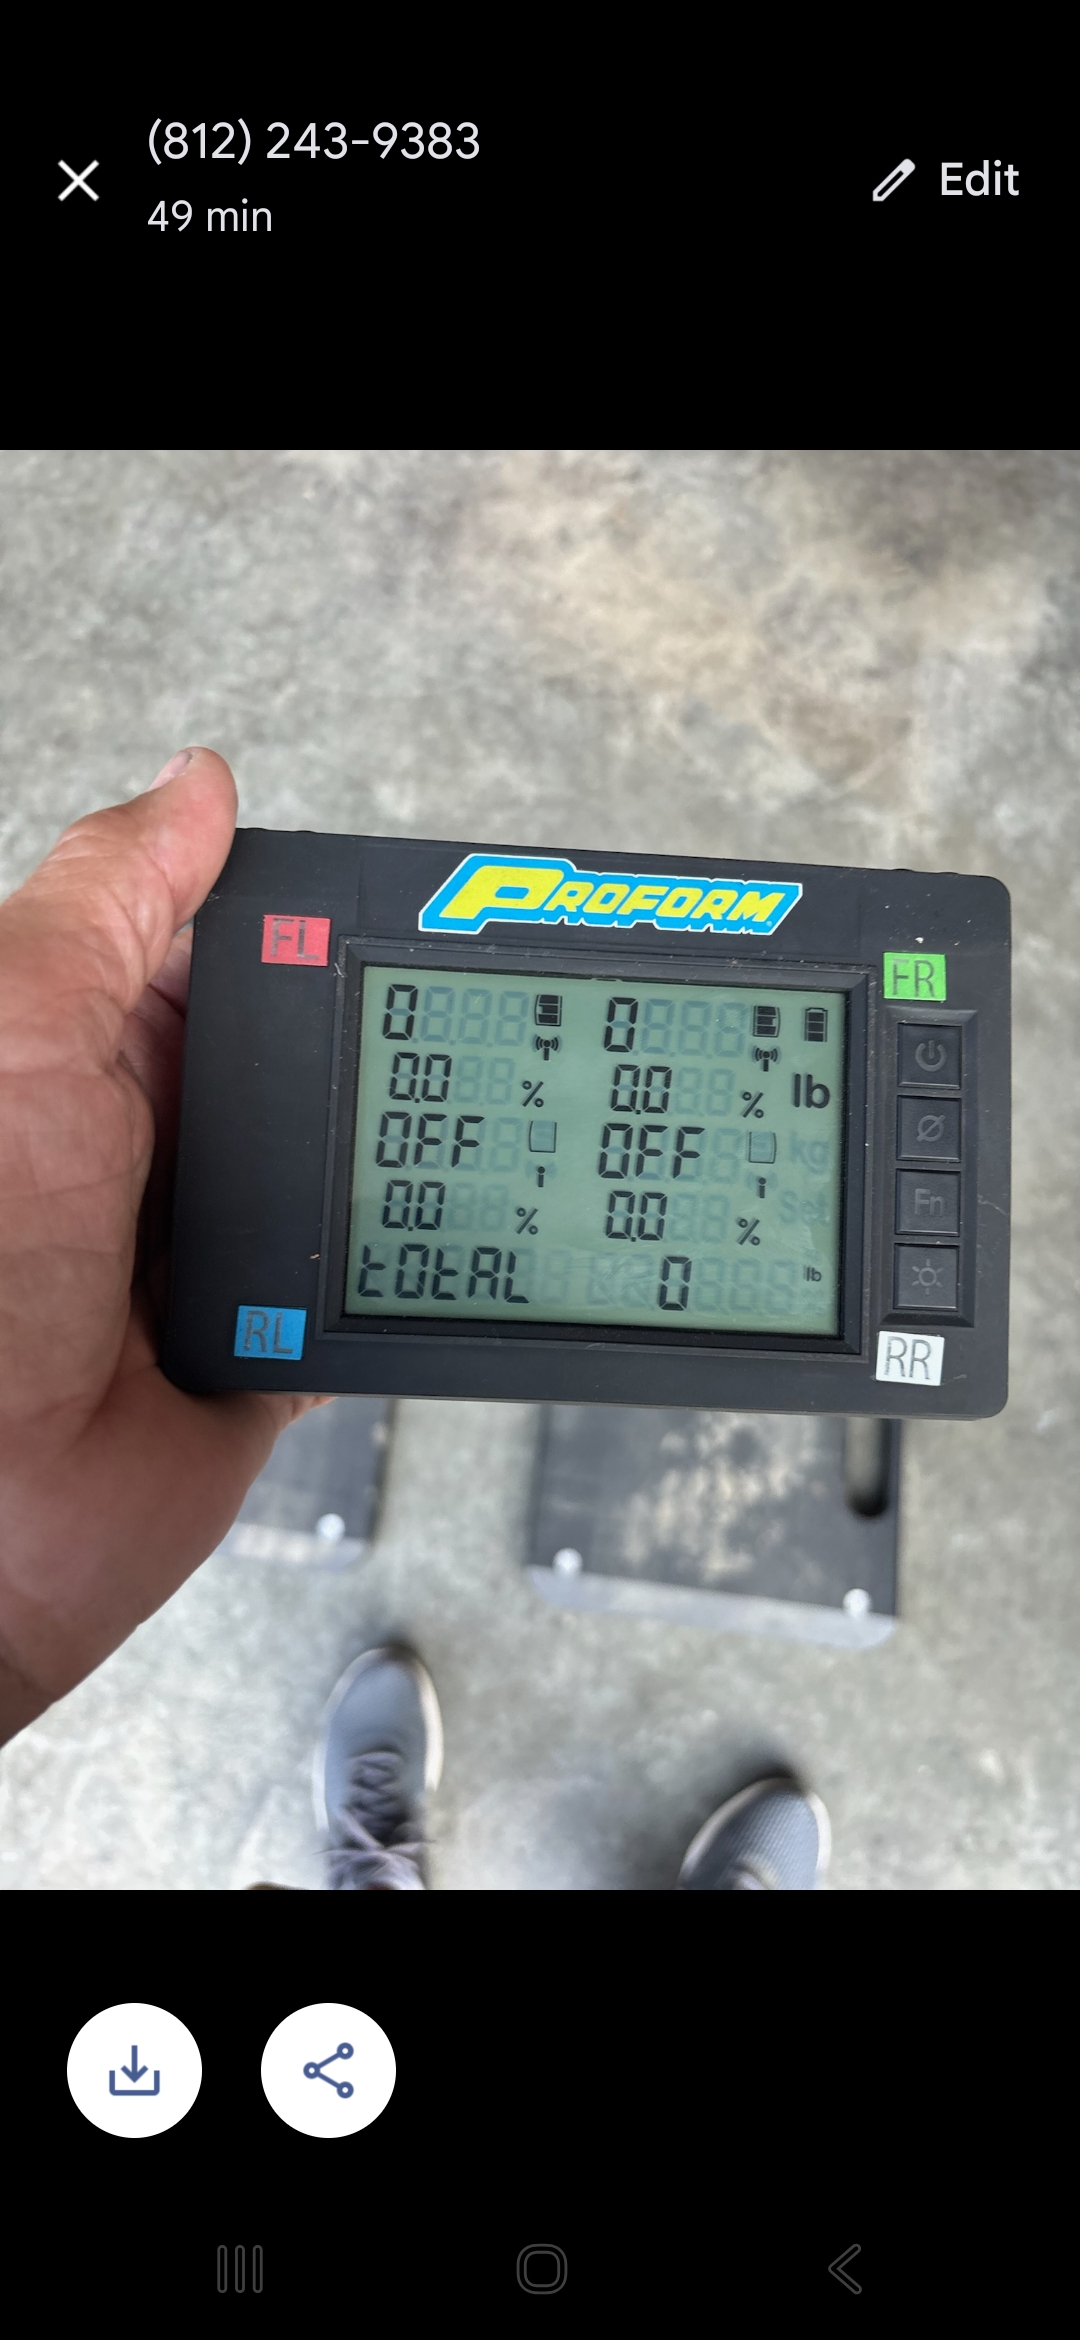 (812) 243-9383
49 min
Edit
PROFORM
FL
FR
0 0
0.0 % 0.0 % lb
OFF OFF kg
0.0 % 0.0 % Set
totAL 0 lb
Fn
RL
RR